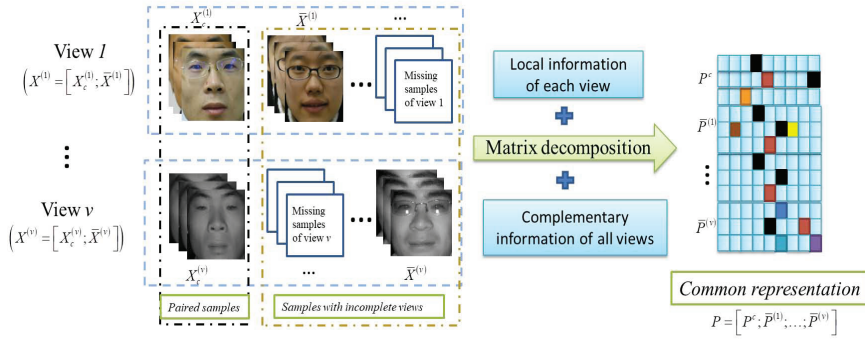 X_c^{(1)}
X̄^{(1)}
...
View 1
(X^{(1)}=[X_c^{(1)};X̄^{(1)}])
Missing
samples
of view 1
View v
(X^{(v)}=[X_c^{(v)};X̄^{(v)}])
Missing
samples
of view v
...
X_c^{(v)}
X̄^{(v)}
Paired samples
Samples with incomplete views
Local information
of each view
Matrix decomposition
Complementary
information of all views
P^c
P̄^{(1)}
P̄^{(v)}
Common representation
P=[P^c;P̄^{(1)};…;P̄^{(v)}]